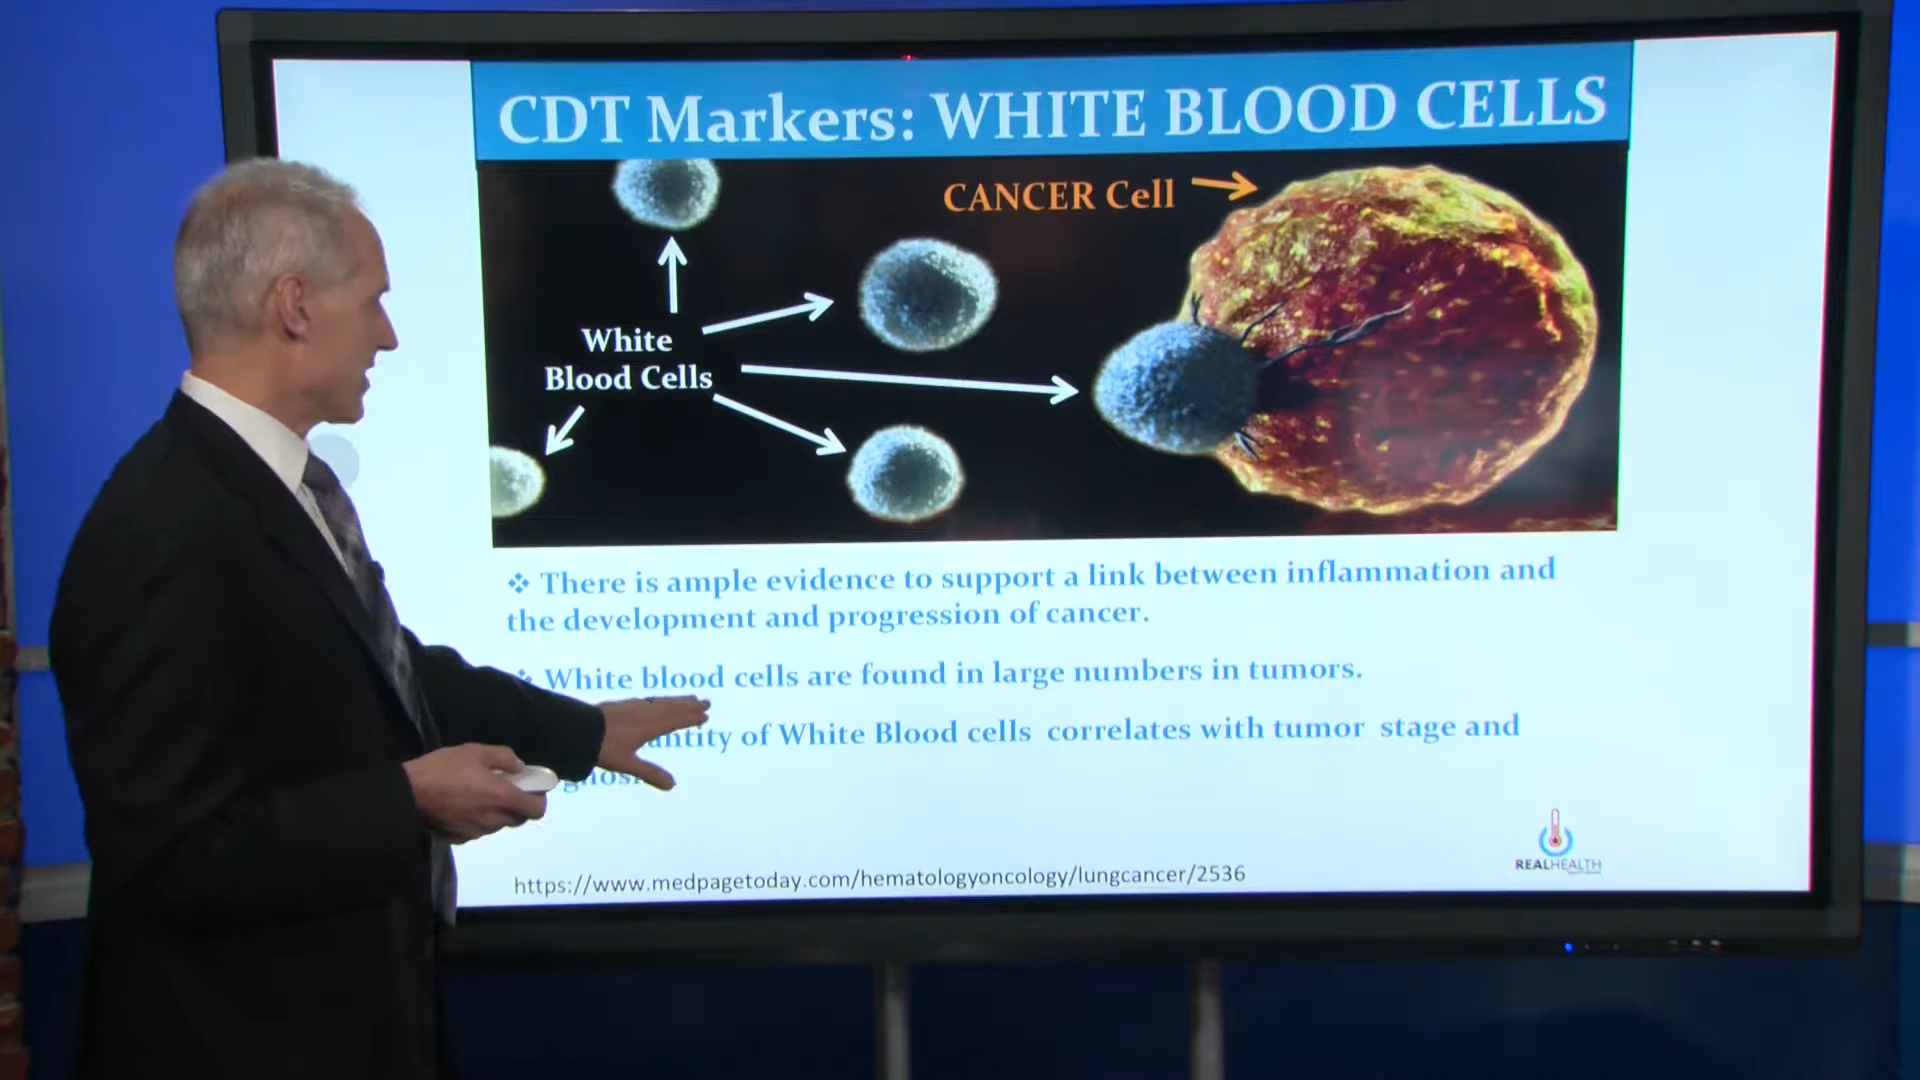 CDT Markers: WHITE BLOOD CELLS
CANCER Cell
White
Blood Cells
❖ There is ample evidence to support a link between inflammation and
the development and progression of cancer.
❖ White blood cells are found in large numbers in tumors.
of White Blood cells correlates with tumor stage and
https://www.medpagetoday.com/hematologyoncology/lungcancer/2536
REALHEALTH